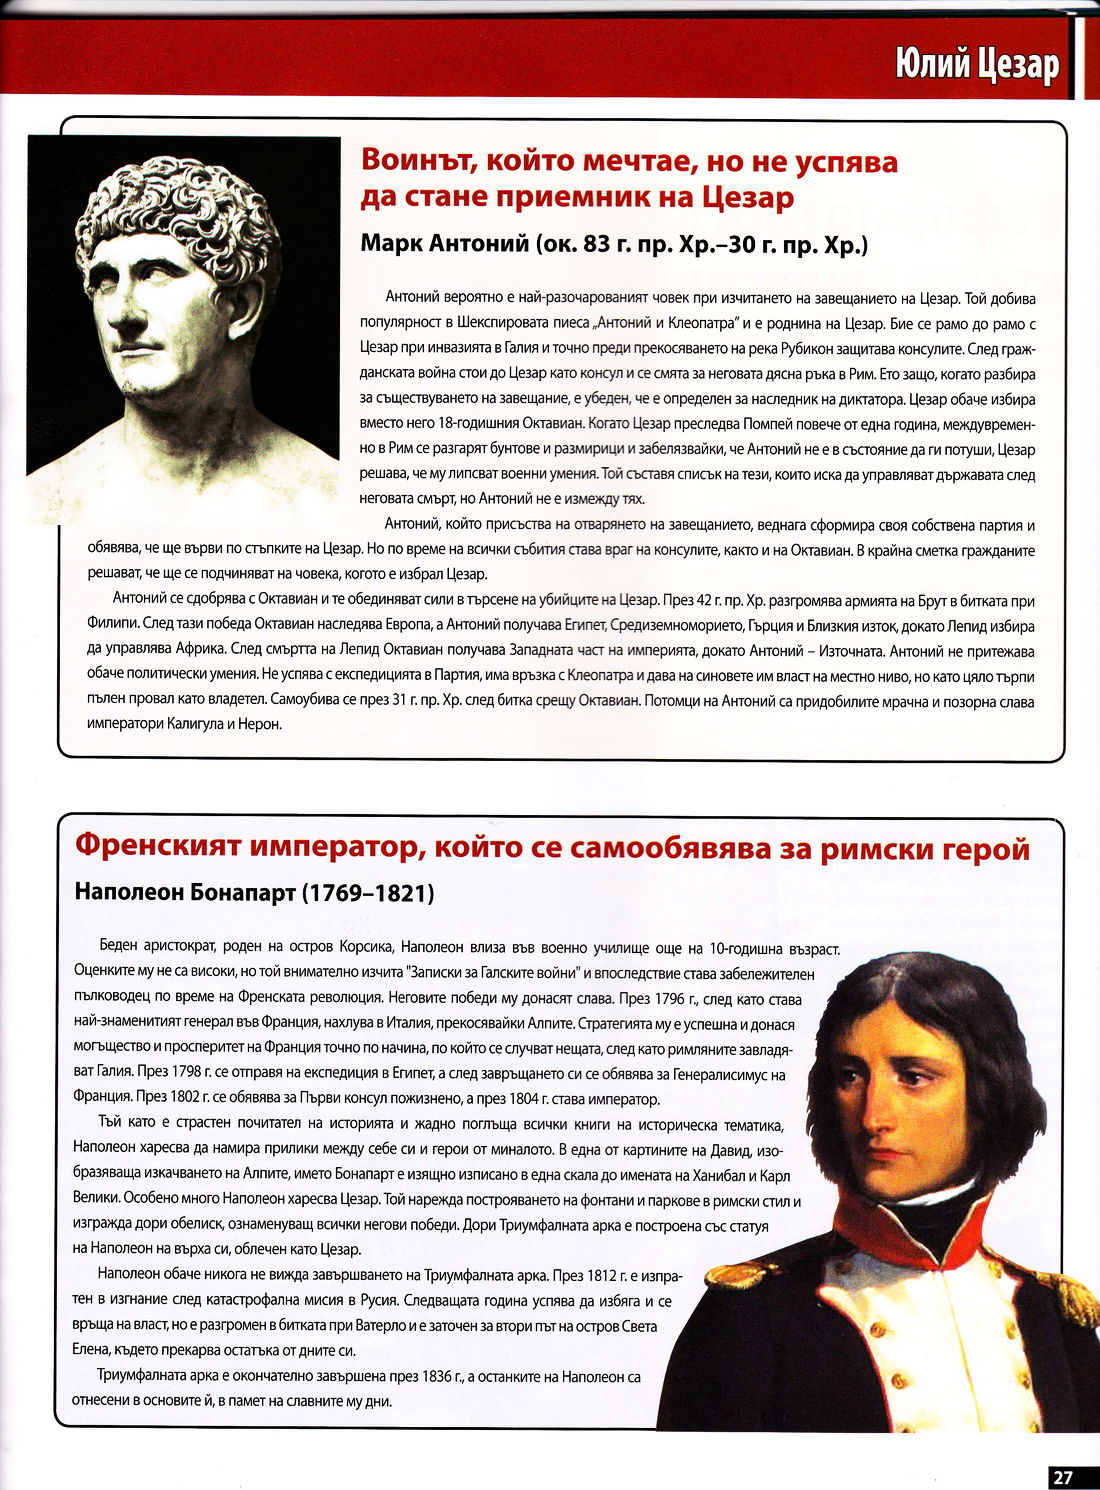 Юлий Цезар
Воинът, който мечтае, но не успява
да стане приемник на Цезар
Марк Антоний (ок. 83 г. пр. Хр.–30 г. пр. Хр.)
Антоний вероятно е най-разочарованият човек при изчитането на завещанието на Цезар. Той добива
популярност в Шекспировата пиеса „Антоний и Клеопатра” и е роднина на Цезар. Бие се рамо до рамо с
Цезар при инвазията в Галия и точно преди прекосяването на река Рубикон защитава консулите. След граж-
данската война стои до Цезар като консул и се смята за неговата дясна ръка в Рим. Ето защо, когато разбира
за съществуването на завещание, е убеден, че е определен за наследник на диктатора. Цезар обаче избира
вместо него 18-годишния Октавиан. Когато Цезар преследва Помпей повече от една година, междувремен-
но в Рим се разгарят бунтове и размирици и забелязвайки, че Антоний не е в състояние да ги потуши, Цезар
решава, че му липсват военни умения. Той съставя списък на тези, които иска да управляват държавата след
неговата смърт, но Антоний не е измежду тях.
Антоний, който присъства на отварянето на завещанието, веднага сформира своя собствена партия и
обявява, че ще върви по стъпките на Цезар. Но по време на всички събития става враг на консулите, както и на Октавиан. В крайна сметка гражданите
решават, че ще се подчиняват на човека, когото е избрал Цезар.
Антоний се сдобрява с Октавиан и те обединяват сили в търсене на убийците на Цезар. През 42 г. пр. Хр. разгромява армията на Брут в битката при
Филипи. След тази победа Октавиан наследява Европа, а Антоний получава Египет, Средиземноморието, Гърция и Близкия изток, докато Лепид избира
да управлява Африка. След смъртта на Лепид Октавиан получава Западната част на империята, докато Антоний – Източната. Антоний не притежава
обаче политически умения. Не успява с експедицията в Партия, има връзка с Клеопатра и дава на синовете им власт на местно ниво, но като цяло търпи
пълен провал като владетел. Самоубива се през 31 г. пр. Хр. след битка срещу Октавиан. Потомци на Антоний са придобилите мрачна и позорна слава
императори Калигула и Нерон.
Френският император, който се самообявява за римски герой
Наполеон Бонапарт (1769–1821)
Беден аристократ, роден на остров Корсика, Наполеон влиза във военно училище още на 10-годишна възраст.
Оценките му не са високи, но той внимателно изчита "Записки за Галските войни" и впоследствие става забележителен
пълководец по време на Френската революция. Неговите победи му донасят слава. През 1796 г., след като става
най-знаменитият генерал във Франция, нахлува в Италия, прекосявайки Алпите. Стратегията му е успешна и донася
могъщество и просперитет на Франция точно по начина, по който се случват нещата, след като римляните завладя-
ват Галия. През 1798 г. се отправя на експедиция в Египет, а след завръщането си се обявява за Генералисимус на
Франция. През 1802 г. се обявява за Първи консул пожизнено, а през 1804 г. става император.
Тъй като е страстен почитател на историята и жадно поглъща всички книги на историческа тематика,
Наполеон харесва да намира прилики между себе си и герои от миналото. В една от картините на Давид, изо-
бразяваща изкачването на Алпите, името Бонапарт е изящно изписано в една скала до имената на Ханибал и Карл
Велики. Особено много Наполеон харесва Цезар. Той нарежда построяването на фонтани и паркове в римски стил и
изгражда дори обелиск, ознаменуващ всички негови победи. Дори Триумфалната арка е построена със статуя
на Наполеон на върха си, облечен като Цезар.
Наполеон обаче никога не вижда завършването на Триумфалната арка. През 1812 г. е изпра-
тен в изгнание след катастрофална мисия в Русия. Следващата година успява да избяга и се
връща на власт, но е разгромен в битката при Ватерло и е заточен за втори път на остров Света
Елена, където прекарва остатъка от дните си.
Триумфалната арка е окончателно завършена през 1836 г., а останките на Наполеон са
отнесени в основите й, в памет на славните му дни.
27